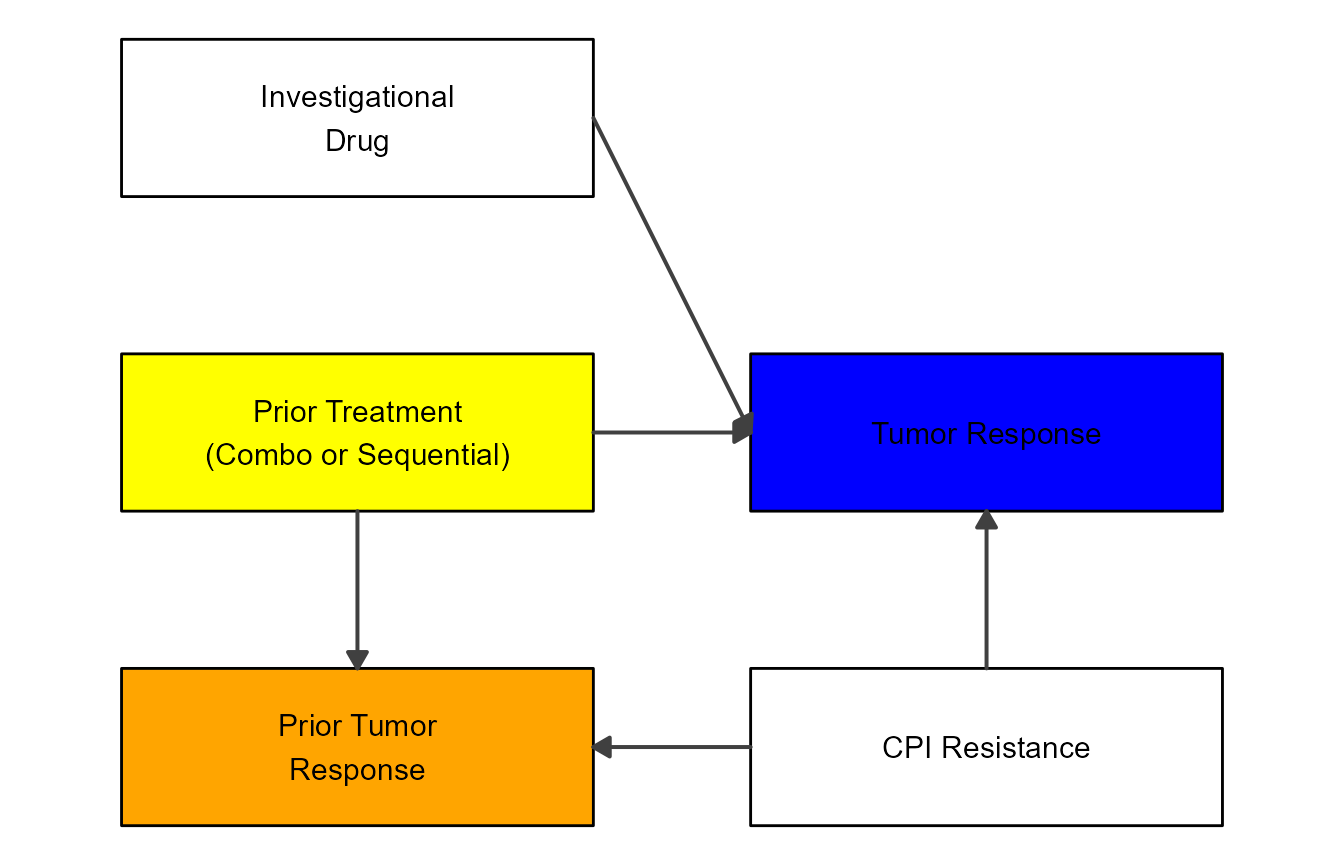 Investigational
Drug
Prior Treatment
(Combo or Sequential)
Tumor Response
Prior Tumor
Response
CPI Resistance